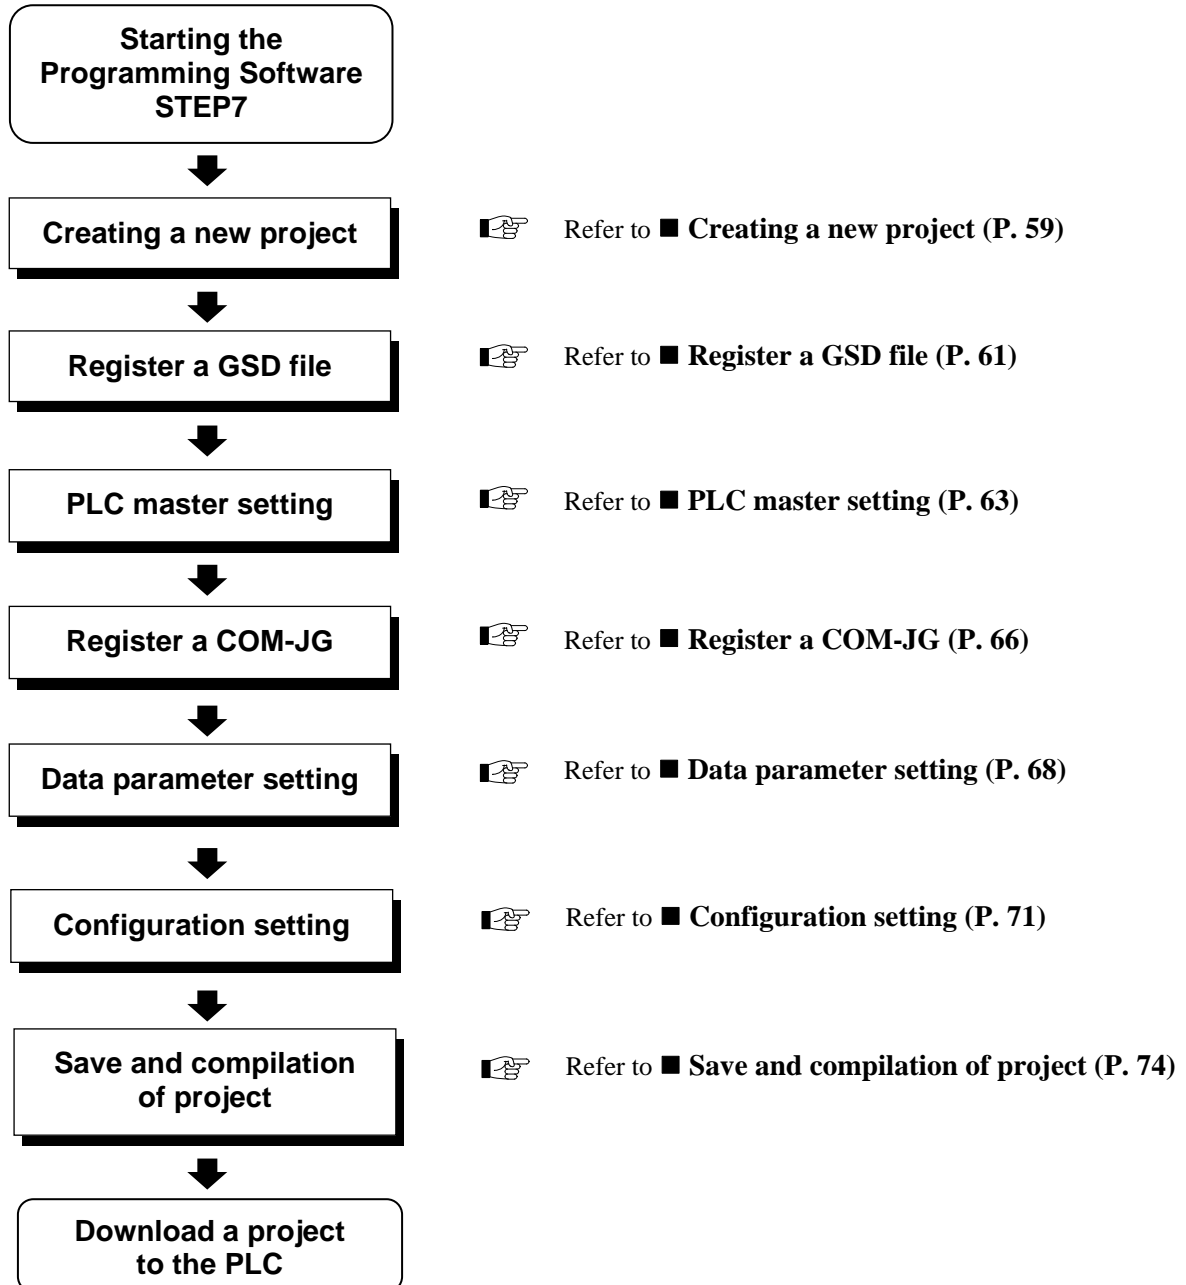 Starting the
Programming Software
STEP7
Creating a new project
Refer to ■ Creating a new project (P. 59)
Register a GSD file
Refer to ■ Register a GSD file (P. 61)
PLC master setting
Refer to ■ PLC master setting (P. 63)
Register a COM-JG
Refer to ■ Register a COM-JG (P. 66)
Data parameter setting
Refer to ■ Data parameter setting (P. 68)
Configuration setting
Refer to ■ Configuration setting (P. 71)
Save and compilation
of project
Refer to ■ Save and compilation of project (P. 74)
Download a project
to the PLC